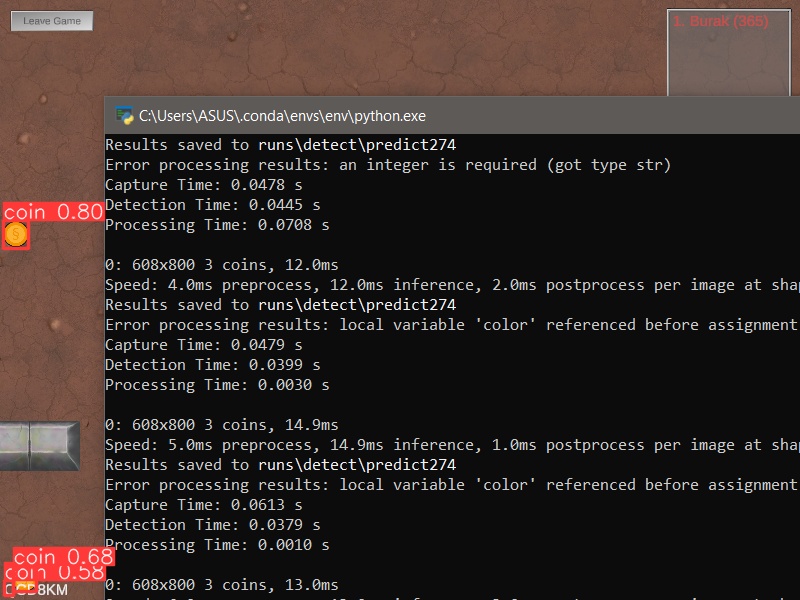 Leave Game
1. Burak (365)
C:\Users\ASUS\.conda\envs\env\python.exe
Results saved to runs\detect\predict274
Error processing results: an integer is required (got type str)
Capture Time: 0.0478 s
Detection Time: 0.0445 s
coin 0.80
Processing Time: 0.0708 s
0: 608x800 3 coins, 12.0ms
Speed: 4.0ms preprocess, 12.0ms inference, 2.0ms postprocess per image at shap
Results saved to runs\detect\predict274
Error processing results: local variable 'color' referenced before assignment
Capture Time: 0.0479 s
Detection Time: 0.0399 s
Processing Time: 0.0030 s
0: 608x800 3 coins, 14.9ms
Speed: 5.0ms preprocess, 14.9ms inference, 1.0ms postprocess per image at shap
Results saved to runs\detect\predict274
Error processing results: local variable 'color' referenced before assignment
Capture Time: 0.0613 s
Detection Time: 0.0379 s
Processing Time: 0.0010 s
coin 0.68
coin 0.58
0: 608x800 3 coins, 13.0ms